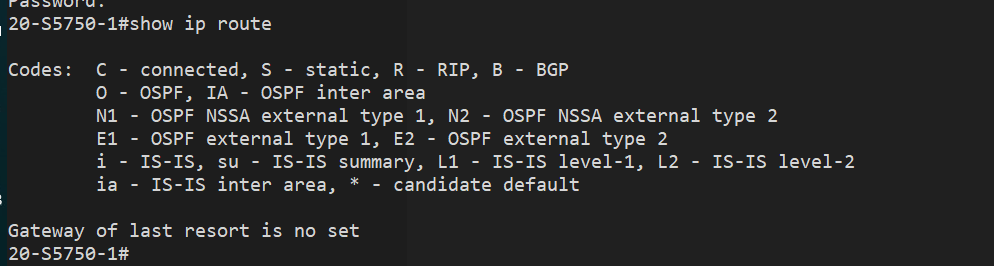 Password:
20-S5750-1#show ip route
Codes:  C - connected, S - static, R - RIP, B - BGP
        O - OSPF, IA - OSPF inter area
        N1 - OSPF NSSA external type 1, N2 - OSPF NSSA external type 2
        E1 - OSPF external type 1, E2 - OSPF external type 2
        i - IS-IS, su - IS-IS summary, L1 - IS-IS level-1, L2 - IS-IS level-2
        ia - IS-IS inter area, * - candidate default
Gateway of last resort is no set
20-S5750-1#